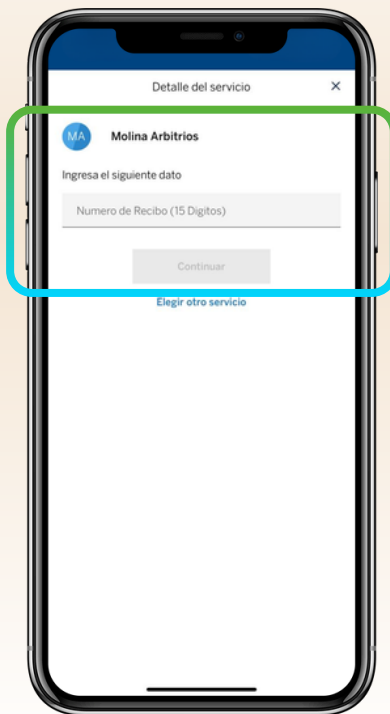 Detalle del servicio
MA
Molina Arbitrios
Ingresa el siguiente dato
Numero de Recibo (15 Digitos)
Continuar
Elegir otro servicio